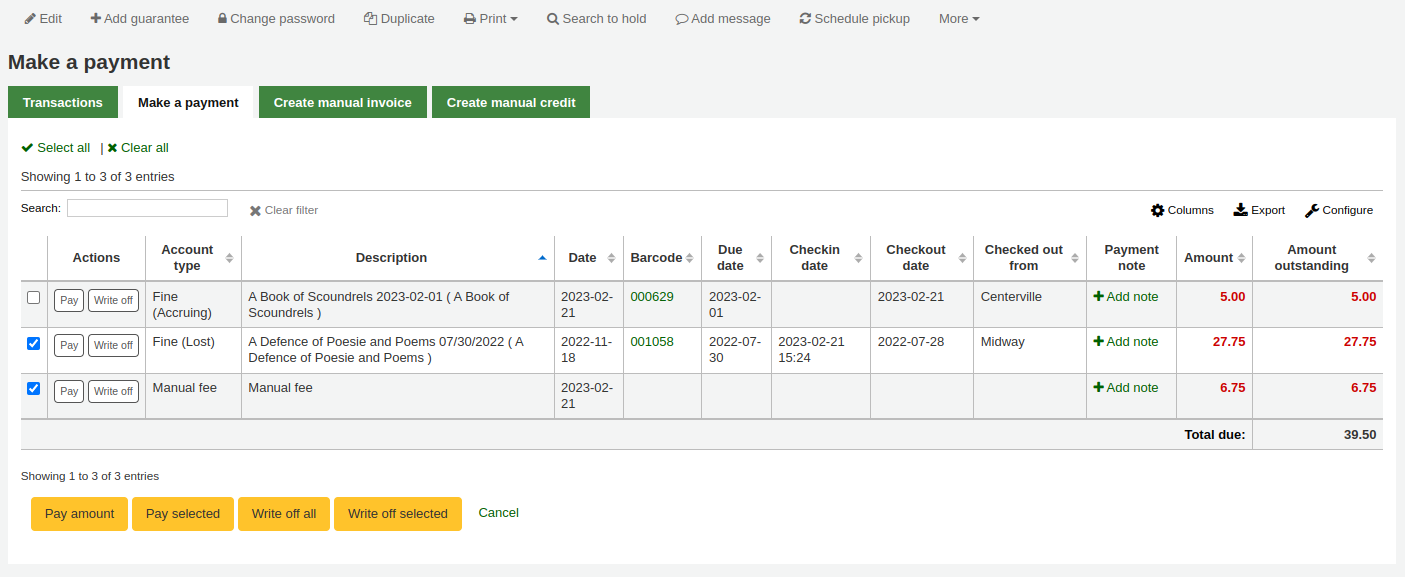 Edit Add guarantee Change password Duplicate Print Search to hold Add message Schedule pickup More
Make a payment
Transactions Make a payment Create manual invoice Create manual credit
Select all | Clear all
Showing 1 to 3 of 3 entries
Search: Clear filter Columns Export Configure
Actions Account type Description Date Barcode Due date Checkin date Checkout date Checked out from Payment note Amount Amount outstanding
Pay Write off Fine (Accruing) A Book of Scoundrels 2023-02-01 ( A Book of Scoundrels ) 2023-02-21 000629 2023-02-01 2023-02-21 Centerville Add note 5.00 5.00
Pay Write off Fine (Lost) A Defence of Poesie and Poems 07/30/2022 ( A Defence of Poesie and Poems ) 2022-11-18 001058 2022-07-30 2023-02-21 15:24 2022-07-28 Midway Add note 27.75 27.75
Pay Write off Manual fee Manual fee 2023-02-21 Add note 6.75 6.75
Total due: 39.50
Showing 1 to 3 of 3 entries
Pay amount Pay selected Write off all Write off selected Cancel